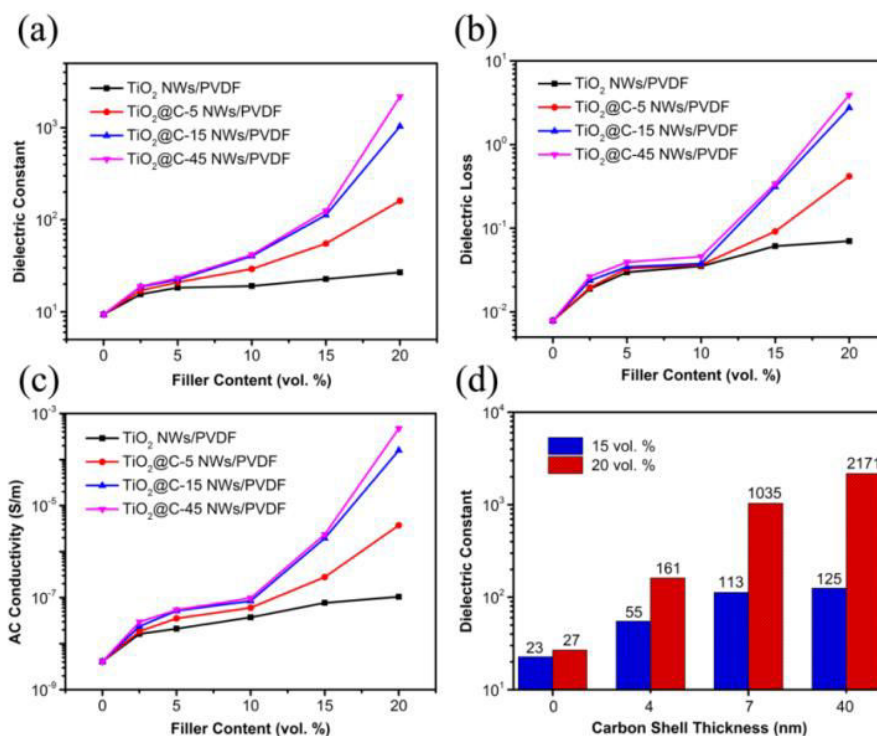 (a)
Dielectric Constant
10³
10²
10¹
TiO₂ NWs/PVDF
TiO₂@C-5 NWs/PVDF
TiO₂@C-15 NWs/PVDF
TiO₂@C-45 NWs/PVDF
0 5 10 15 20
Filler Content (vol. %)
(b)
Dielectric Loss
10¹
10⁰
10⁻¹
10⁻²
TiO₂ NWs/PVDF
TiO₂@C-5 NWs/PVDF
TiO₂@C-15 NWs/PVDF
TiO₂@C-45 NWs/PVDF
0 5 10 15 20
Filler Content (vol. %)
(c)
AC Conductivity (S/m)
10⁻³
10⁻⁵
10⁻⁷
10⁻⁹
TiO₂ NWs/PVDF
TiO₂@C-5 NWs/PVDF
TiO₂@C-15 NWs/PVDF
TiO₂@C-45 NWs/PVDF
0 5 10 15 20
Filler Content (vol. %)
(d)
Dielectric Constant
10⁴
10³
10²
10¹
15 vol. %
20 vol. %
23 27 55 161 113 1035 125 2171
0 4 7 40
Carbon Shell Thickness (nm)